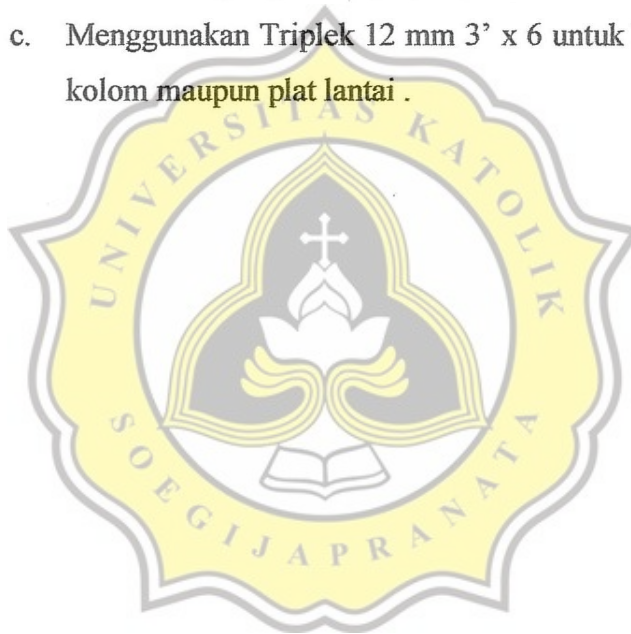 c. Menggunakan Triplek 12 mm 3’ x 6 untuk
kolom maupun plat lantai .
UNIVERSITAS KATOLIK
SOEGIJAPRANATA